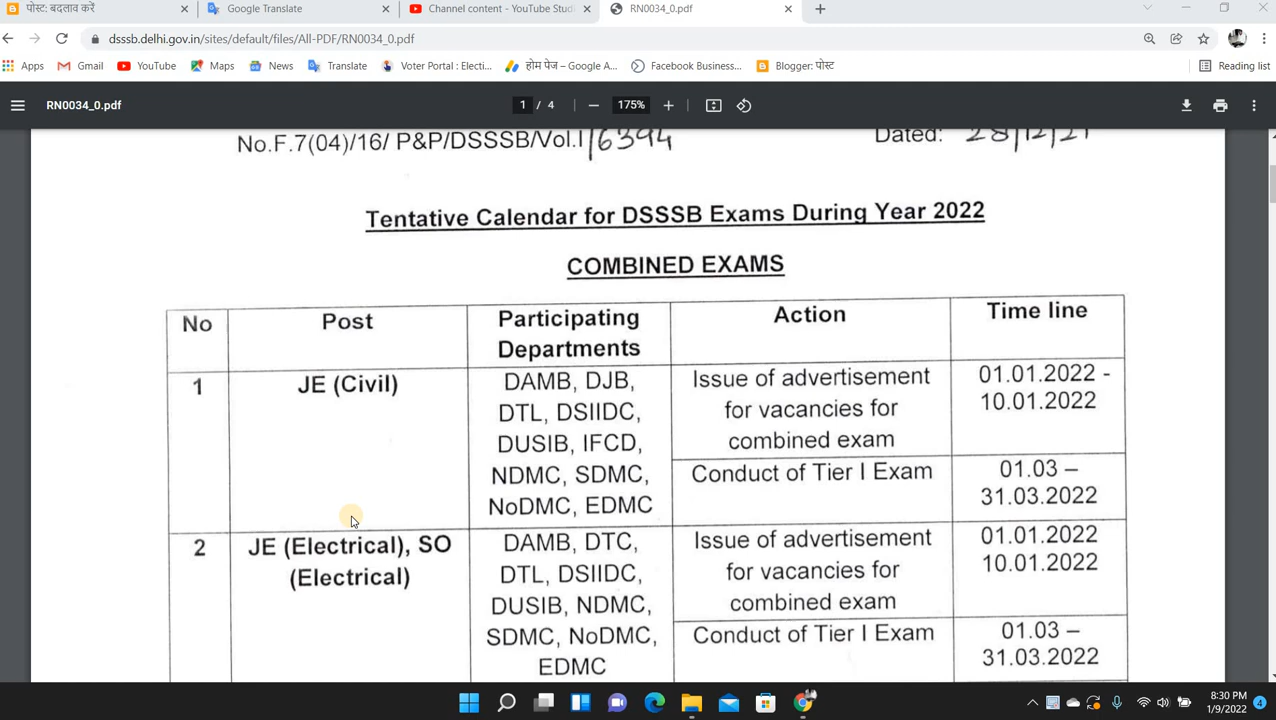 पोस्ट: बदलाव करें
Google Translate
Channel content - YouTube Stud
RN0034_0.pdf
dsssb.delhi.gov.in/sites/default/files/All-PDF/RN0034_0.pdf
Apps Gmail YouTube Maps News Translate Voter Portal : Electi... होम पेज – Google A... Facebook Business... Blogger: पोस्ट Reading list
RN0034_0.pdf 1 / 4 175%
No.F.7(04)/16/ P&P/DSSSB/Vol.I/6394 Dated: 28/12/21
Tentative Calendar for DSSSB Exams During Year 2022
COMBINED EXAMS
No
Post
Participating
Departments
Action
Time line
1
JE (Civil)
DAMB, DJB,
DTL, DSIIDC,
DUSIB, IFCD,
NDMC, SDMC,
NoDMC, EDMC
Issue of advertisement
for vacancies for
combined exam
01.01.2022 -
10.01.2022
Conduct of Tier I Exam
01.03 –
31.03.2022
2
JE (Electrical), SO
(Electrical)
DAMB, DTC,
DTL, DSIIDC,
DUSIB, NDMC,
SDMC, NoDMC,
EDMC
Issue of advertisement
for vacancies for
combined exam
01.01.2022
10.01.2022
Conduct of Tier I Exam
01.03 –
31.03.2022
8:30 PM
1/9/2022
4